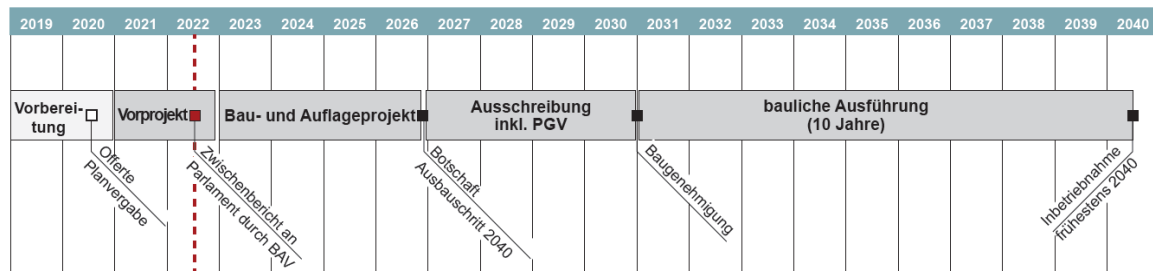 2019 2020 2021 2022 2023 2024 2025 2026 2027 2028 2029 2030 2031 2032 2033 2034 2035 2036 2037 2038 2039 2040
Vorberei-
tung
Vorprojekt
Bau- und Auflageprojekt
Ausschreibung
inkl. PGV
bauliche Ausführung
(10 Jahre)
Offerte
Planvergabe
Zwischenbericht an
Parlament durch BAV
Botschaft
Ausbauschritt 2040
Baugenehmigung
Inbetriebnahme
frühestens 2040